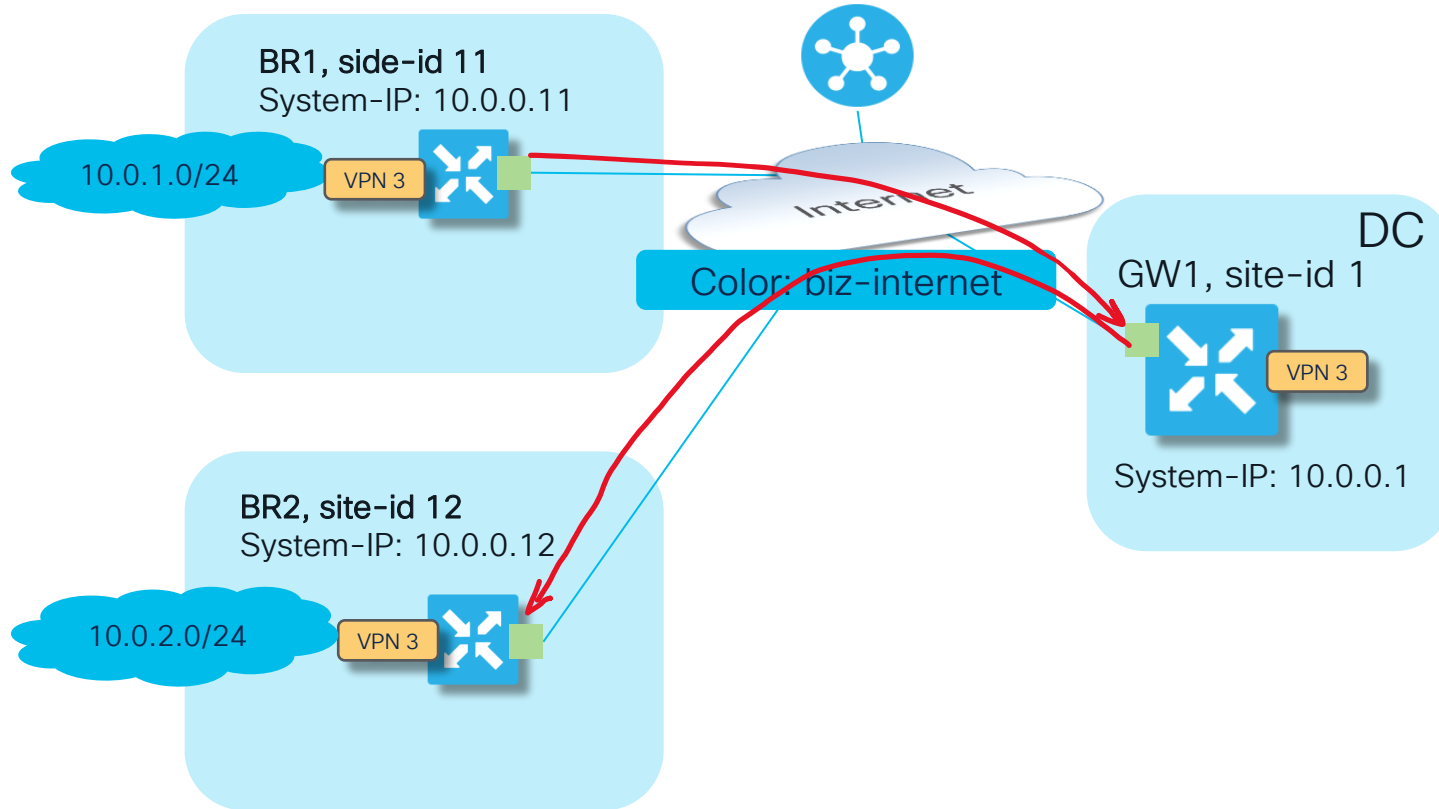 BR1, side-id 11
System-IP: 10.0.0.11
10.0.1.0/24
VPN 3
Internet
Color: biz-internet
DC
GW1, site-id 1
VPN 3
System-IP: 10.0.0.1
BR2, site-id 12
System-IP: 10.0.0.12
10.0.2.0/24
VPN 3